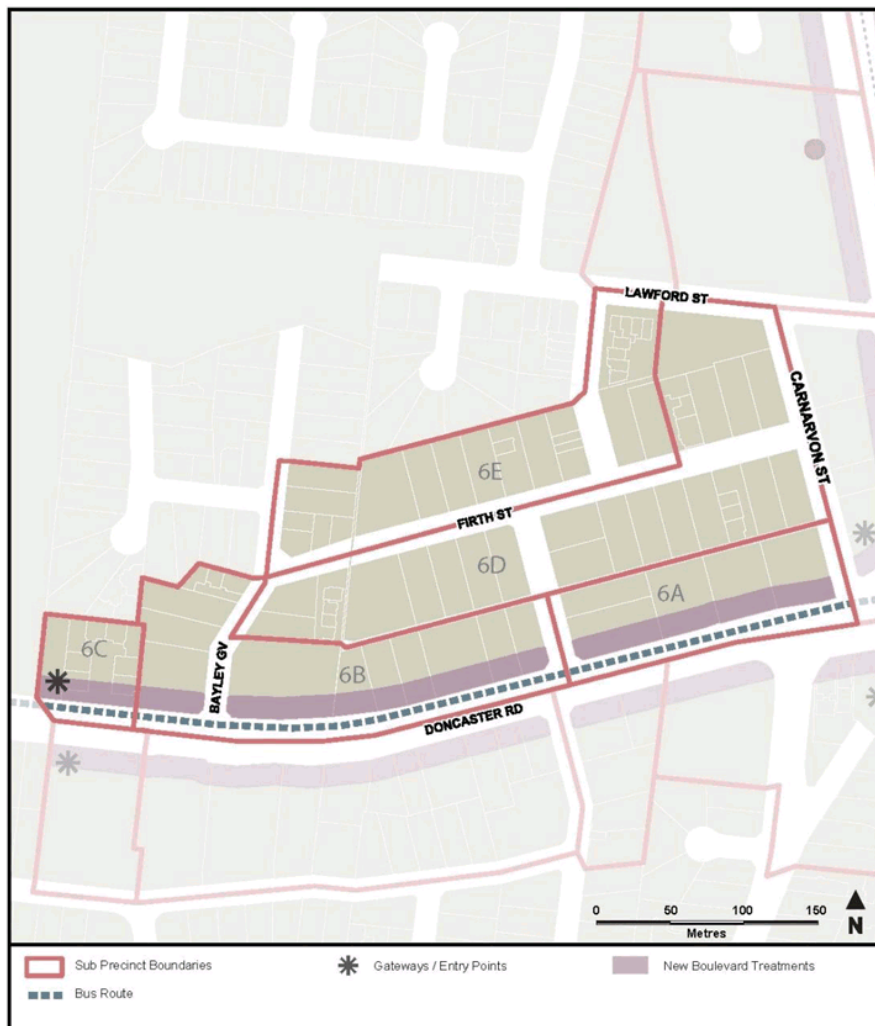 LAWFORD ST
CARNARVON ST
6E
FIRTH ST
6D
6A
6C
BAYLEY GV
6B
DONCASTER RD
0 50 100 150
Metres
N
Sub Precinct Boundaries
Gateways / Entry Points
New Boulevard Treatments
Bus Route